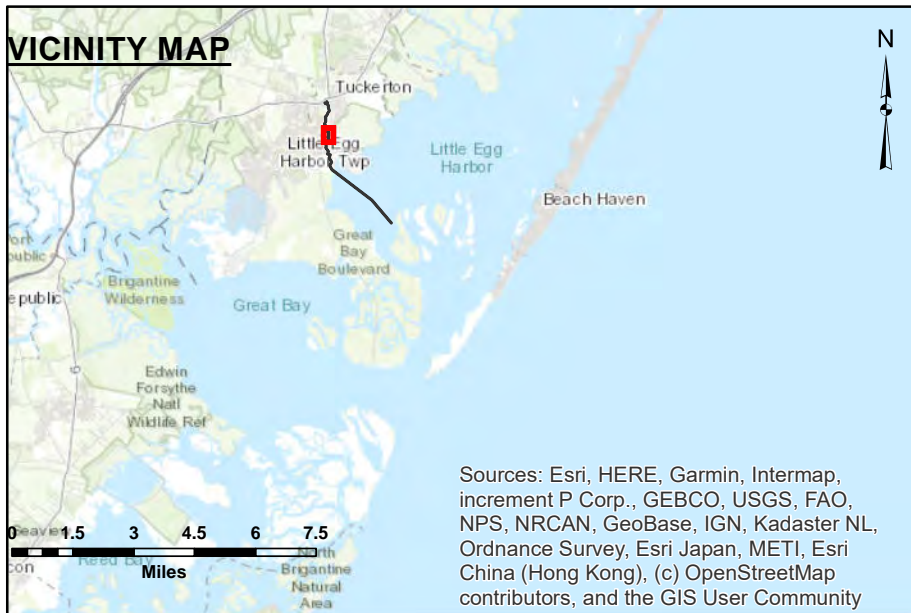 VICINITY MAP
N
Tuckerton
Little Egg
Harbor Twp
Little Egg
Harbor
Beach Haven
Great
Bay
Boulevard
Brigantine
Wilderness
Great Bay
Edwin
Forsythe
Natl
Wildlife Ref
0 1.5 3 4.5 6 7.5
Miles
Reed Bay
North
Brigantine
Natural
Area
Sources: Esri, HERE, Garmin, Intermap,
increment P Corp., GEBCO, USGS, FAO,
NPS, NRCAN, GeoBase, IGN, Kadaster NL,
Ordnance Survey, Esri Japan, METI, Esri
China (Hong Kong), (c) OpenStreetMap
contributors, and the GIS User Community